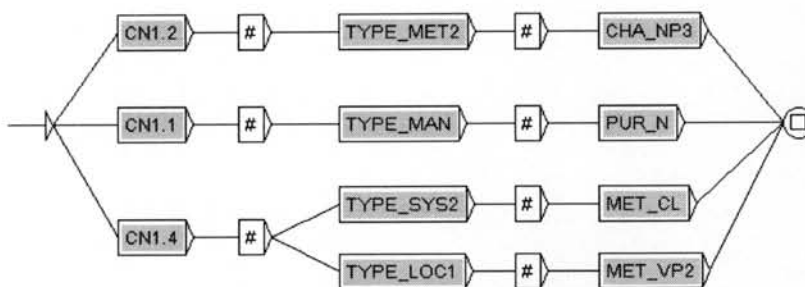 CN1.2 # TYPE_MET2 # CHA_NP3
CN1.1 # TYPE_MAN # PUR_N
TYPE_SYS2 # MET_CL
CN1.4 #
TYPE_LOC1 # MET_VP2